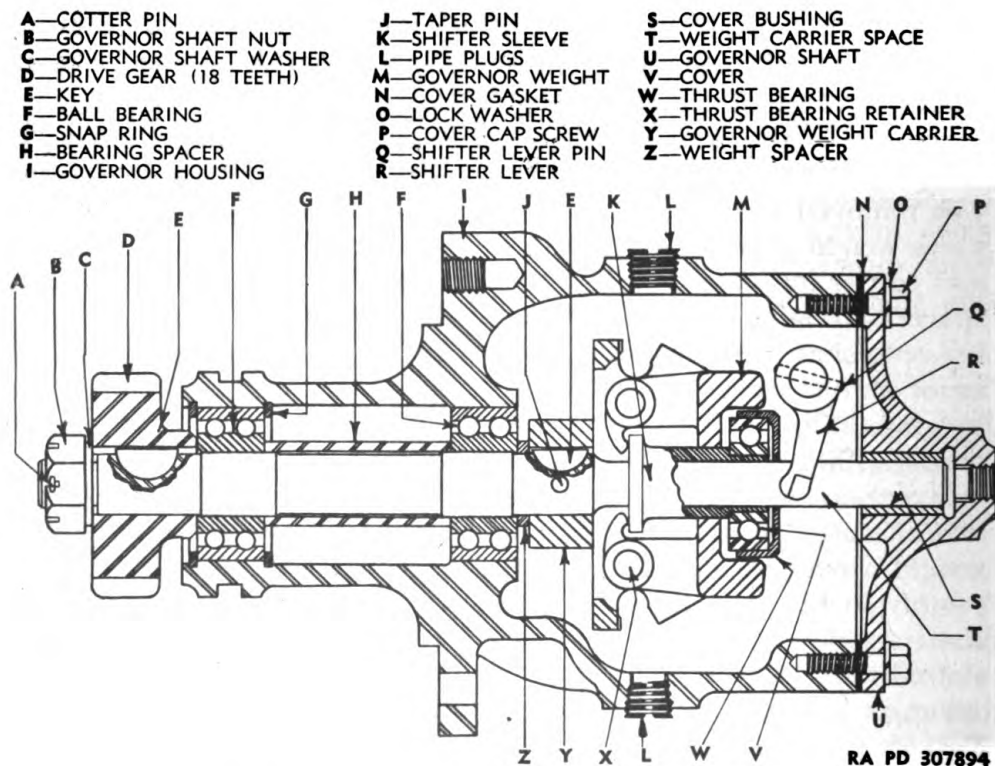 A—COTTER PIN
B—GOVERNOR SHAFT NUT
C—GOVERNOR SHAFT WASHER
D—DRIVE GEAR (18 TEETH)
E—KEY
F—BALL BEARING
G—SNAP RING
H—BEARING SPACER
I—GOVERNOR HOUSING
J—TAPER PIN
K—SHIFTER SLEEVE
L—PIPE PLUGS
M—GOVERNOR WEIGHT
N—COVER GASKET
O—LOCK WASHER
P—COVER CAP SCREW
Q—SHIFTER LEVER PIN
R—SHIFTER LEVER
S—COVER BUSHING
T—WEIGHT CARRIER SPACE
U—GOVERNOR SHAFT
V—COVER
W—THRUST BEARING
X—THRUST BEARING RETAINER
Y—GOVERNOR WEIGHT CARRIER
Z—WEIGHT SPACER
A B C D E F G H F I J E K L M N O P
Q
R
S
T
U
Z Y X L W V
RA PD 307894